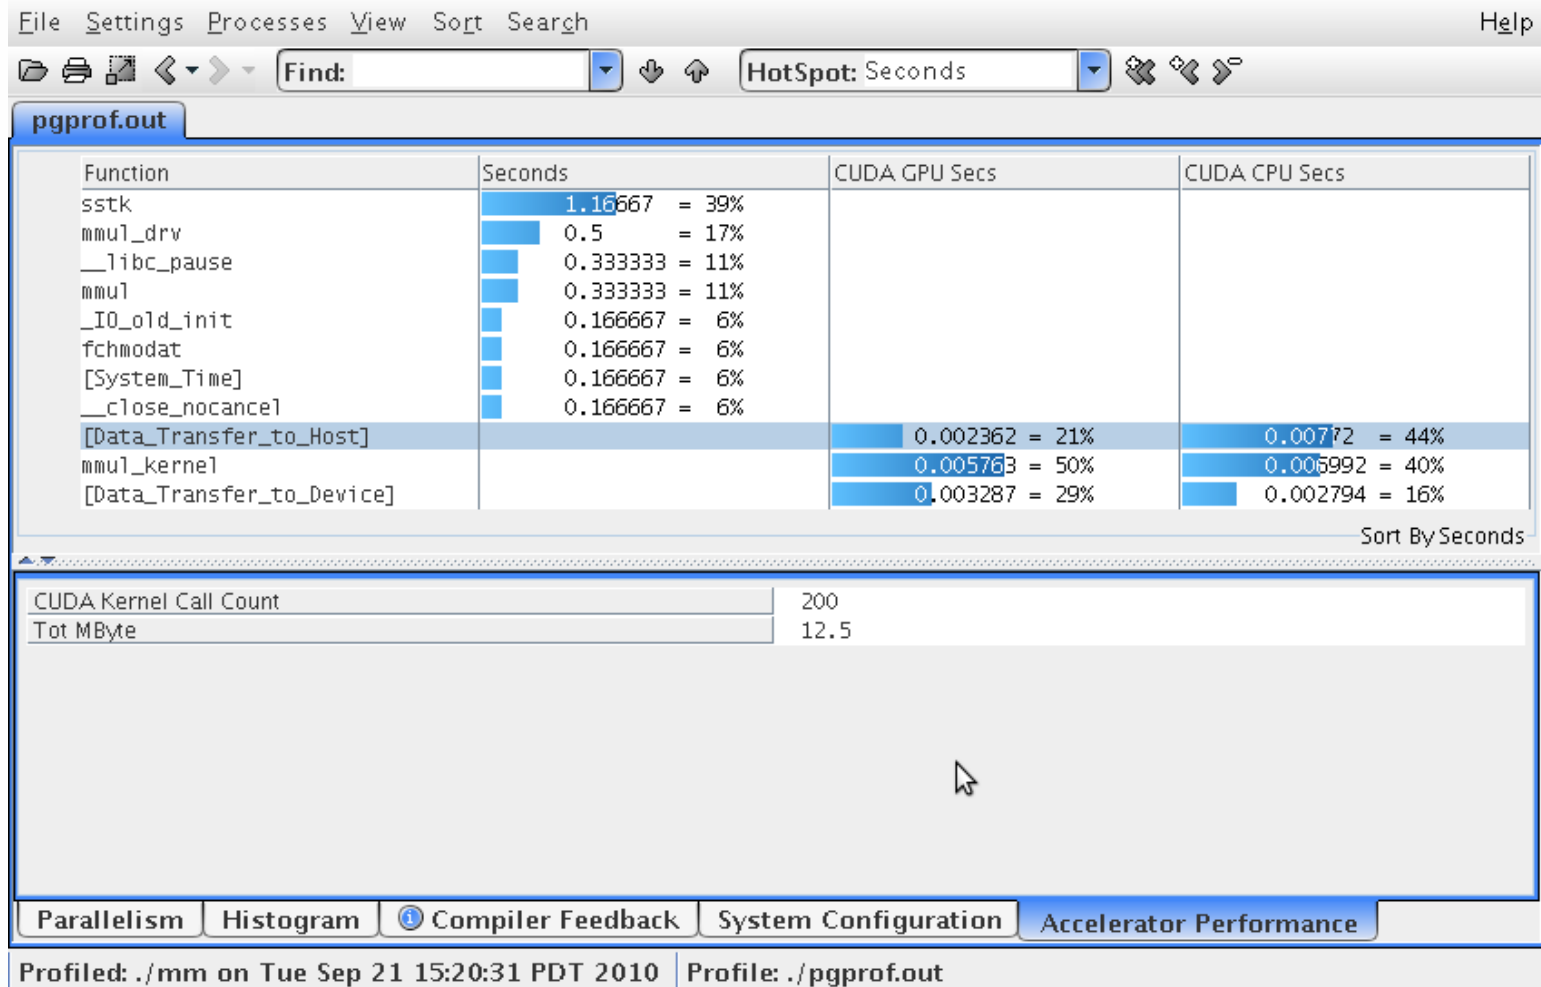 File Settings Processes View Sort Search Help
Find: HotSpot: Seconds
pgprof.out
Function Seconds CUDA GPU Secs CUDA CPU Secs
sstk 1.16667 = 39%
mmul_drv 0.5 = 17%
__libc_pause 0.333333 = 11%
mmul 0.333333 = 11%
_IO_old_init 0.166667 = 6%
fchmodat 0.166667 = 6%
[System_Time] 0.166667 = 6%
__close_nocancel 0.166667 = 6%
[Data_Transfer_to_Host] 0.002362 = 21% 0.00772 = 44%
mmul_kernel 0.005763 = 50% 0.006992 = 40%
[Data_Transfer_to_Device] 0.003287 = 29% 0.002794 = 16%
Sort By Seconds
CUDA Kernel Call Count 200
Tot MByte 12.5
Parallelism Histogram Compiler Feedback System Configuration Accelerator Performance
Profiled: ./mm on Tue Sep 21 15:20:31 PDT 2010 Profile: ./pgprof.out